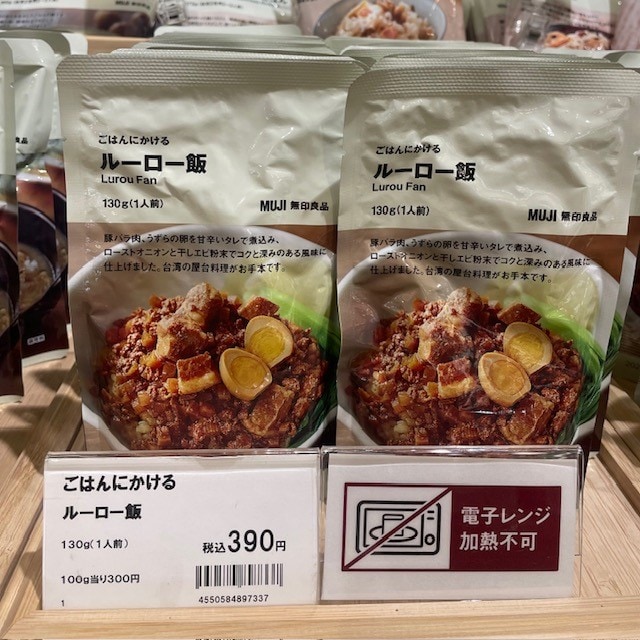 ごはんにかける
ルーロー飯
Lurou Fan
130g(1人前)
MUJI 無印良品
豚バラ肉、うずらの卵を甘辛いタレで煮込み、
ローストオニオンと干しエビ粉末でコクと深みのある風味に
仕上げました。台湾の屋台料理がお手本です。
ごはんにかける
ルーロー飯
Lurou Fan
130g(1人前)
MUJI 無印良品
豚バラ肉、うずらの卵を甘辛いタレで煮込み、
ローストオニオンと干しエビ粉末でコクと深みのある風味に
仕上げました。台湾の屋台料理がお手本です。
ごはんにかける
ルーロー飯
130g(1人前)
税込390円
100g当り300円
1
4550584897337
電子レンジ
加熱不可